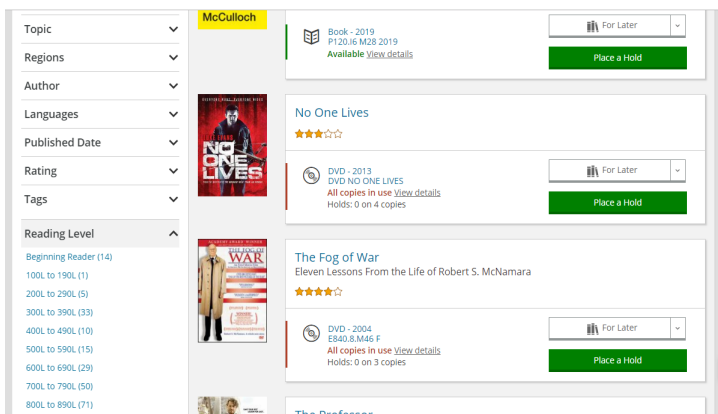 Topic
Regions
Author
Languages
Published Date
Rating
Tags
Reading Level
Beginning Reader (14)
100L to 190L (1)
200L to 290L (5)
300L to 390L (33)
400L to 490L (10)
500L to 590L (15)
600L to 690L (29)
700L to 790L (50)
800L to 890L (71)
McCulloch
Book - 2019
P120.I6 M28 2019
Available View details
For Later
Place a Hold
NO
ONE
LIVES
No One Lives
DVD - 2013
DVD NO ONE LIVES
All copies in use View details
Holds: 0 on 4 copies
For Later
Place a Hold
THE FOG OF
WAR
The Fog of War
Eleven Lessons From the Life of Robert S. McNamara
DVD - 2004
E840.8.M46 F
All copies in use View details
Holds: 0 on 3 copies
For Later
Place a Hold
The Professor